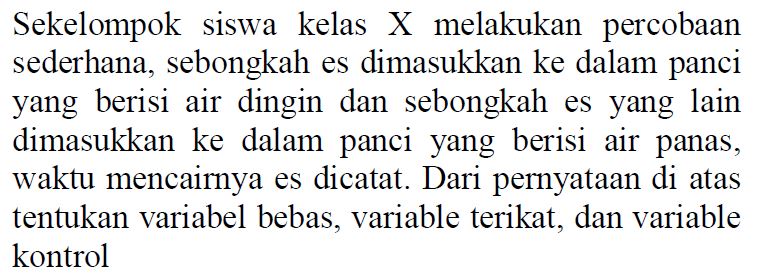 Sekelompok siswa kelas X melakukan percobaan
sederhana, sebongkah es dimasukkan ke dalam panci
yang berisi air dingin dan sebongkah es yang lain
dimasukkan ke dalam panci yang berisi air panas,
waktu mencairnya es dicatat. Dari pernyataan di atas
tentukan variabel bebas, variable terikat, dan variable
kontrol